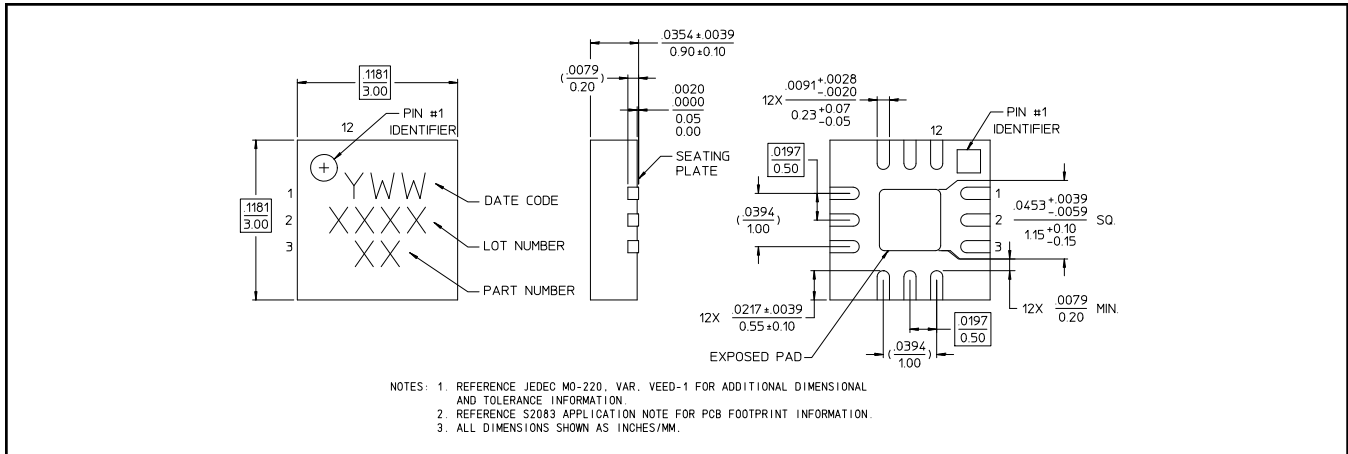 .1181
3.00
12
PIN #1
IDENTIFIER
.1181
3.00
1
2
3
YWW
XXXX
XX
DATE CODE
LOT NUMBER
PART NUMBER
.0354 ±.0039
0.90 ±0.10
(.0079
0.20)
.0020
.0000
0.05
0.00
SEATING
PLATE
12X .0091 +.0028
-.0020
0.23 +0.07
-0.05
12
PIN #1
IDENTIFIER
.0197
0.50
(.0394
1.00)
1
2
3
.0453 +.0039
-.0059 SQ.
1.15 +0.10
-0.15
12X .0217 ±.0039
0.55 ±0.10
12X .0079 MIN.
0.20
.0197
0.50
(.0394
1.00)
EXPOSED PAD
NOTES: 1. REFERENCE JEDEC MO-220, VAR. VEED-1 FOR ADDITIONAL DIMENSIONAL
AND TOLERANCE INFORMATION.
2. REFERENCE S2083 APPLICATION NOTE FOR PCB FOOTPRINT INFORMATION.
3. ALL DIMENSIONS SHOWN AS INCHES/MM.